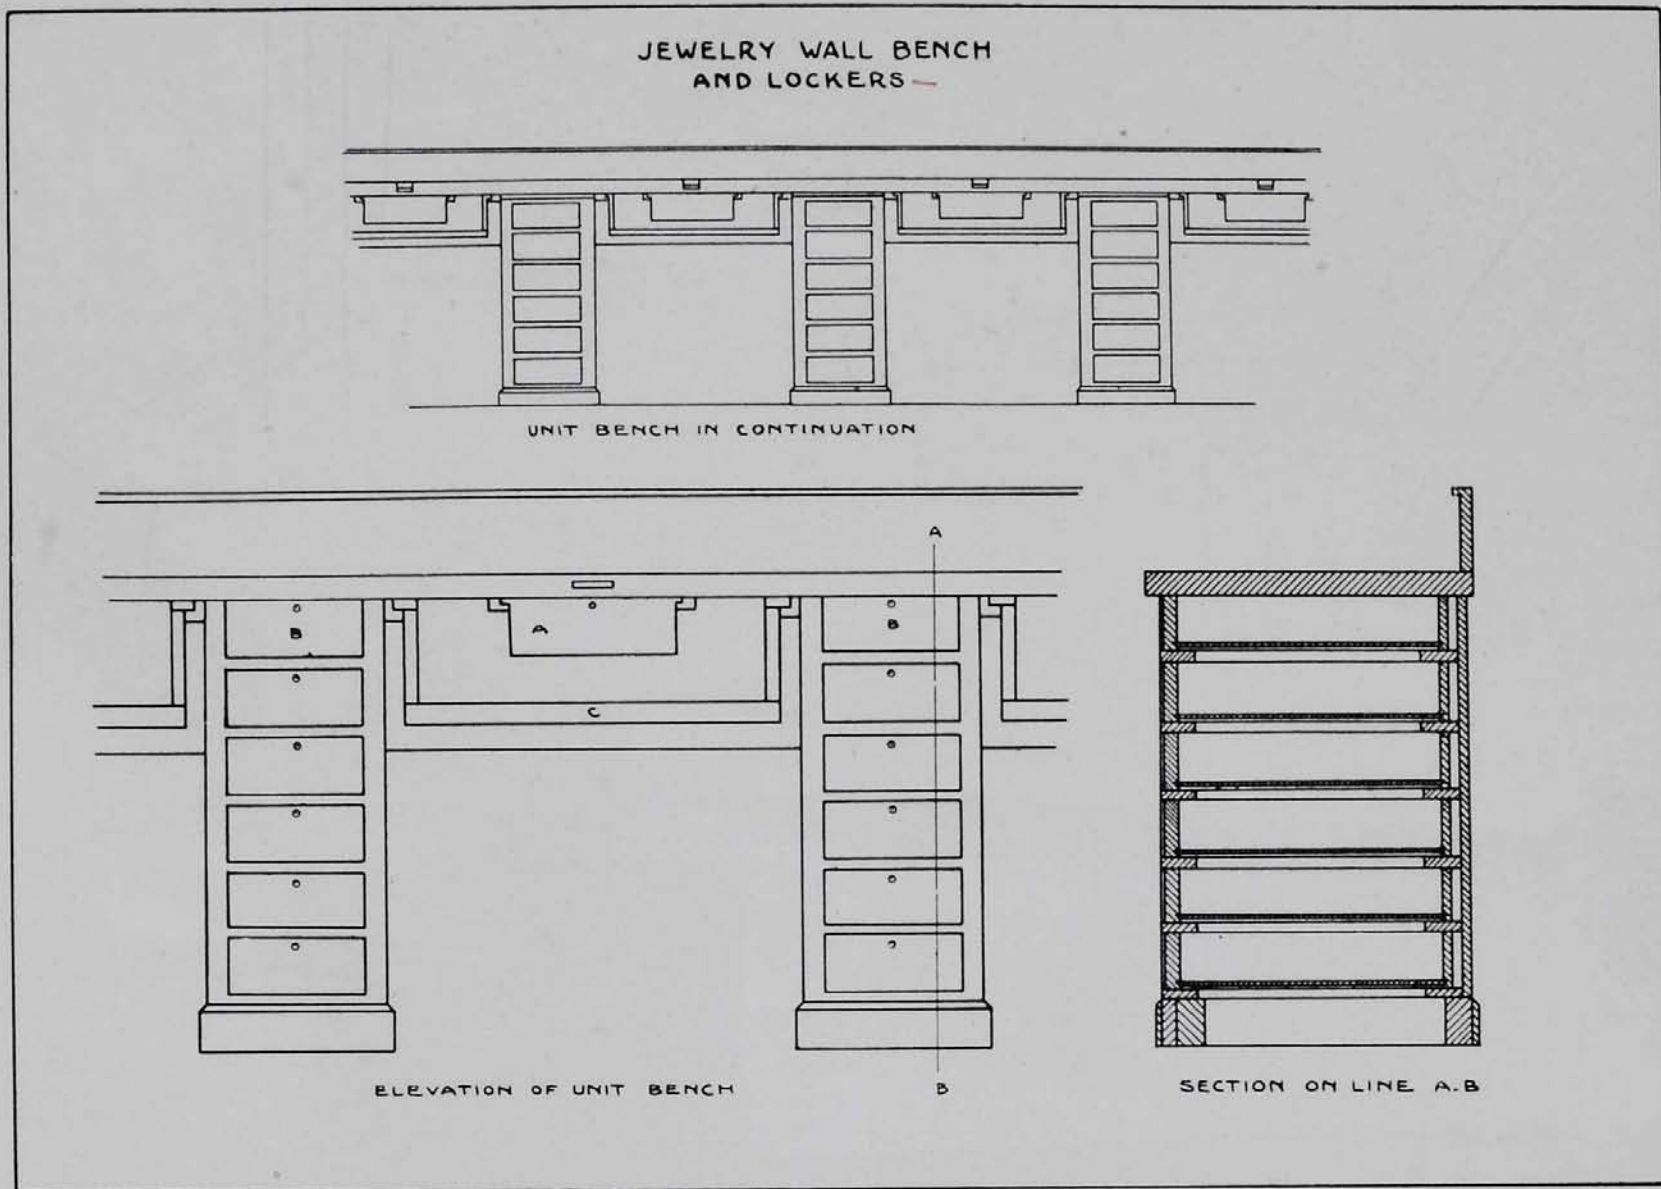 JEWELRY WALL BENCH
AND LOCKERS
UNIT BENCH IN CONTINUATION
A
B
A
B
C
ELEVATION OF UNIT BENCH
B
SECTION ON LINE A-B